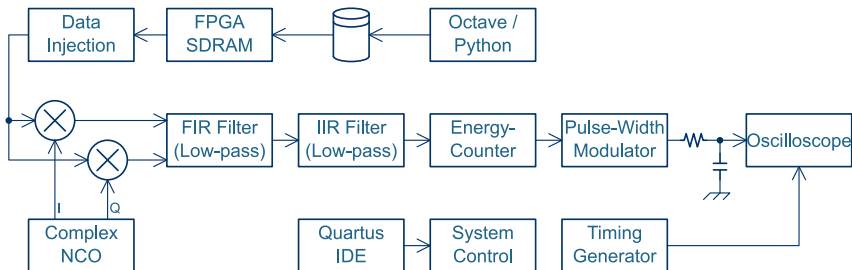 Data
Injection
FPGA
SDRAM
Octave /
Python
FIR Filter
(Low-pass)
IIR Filter
(Low-pass)
Energy-
Counter
Pulse-Width
Modulator
Oscilloscope
I
Q
Complex
NCO
Quartus
IDE
System
Control
Timing
Generator